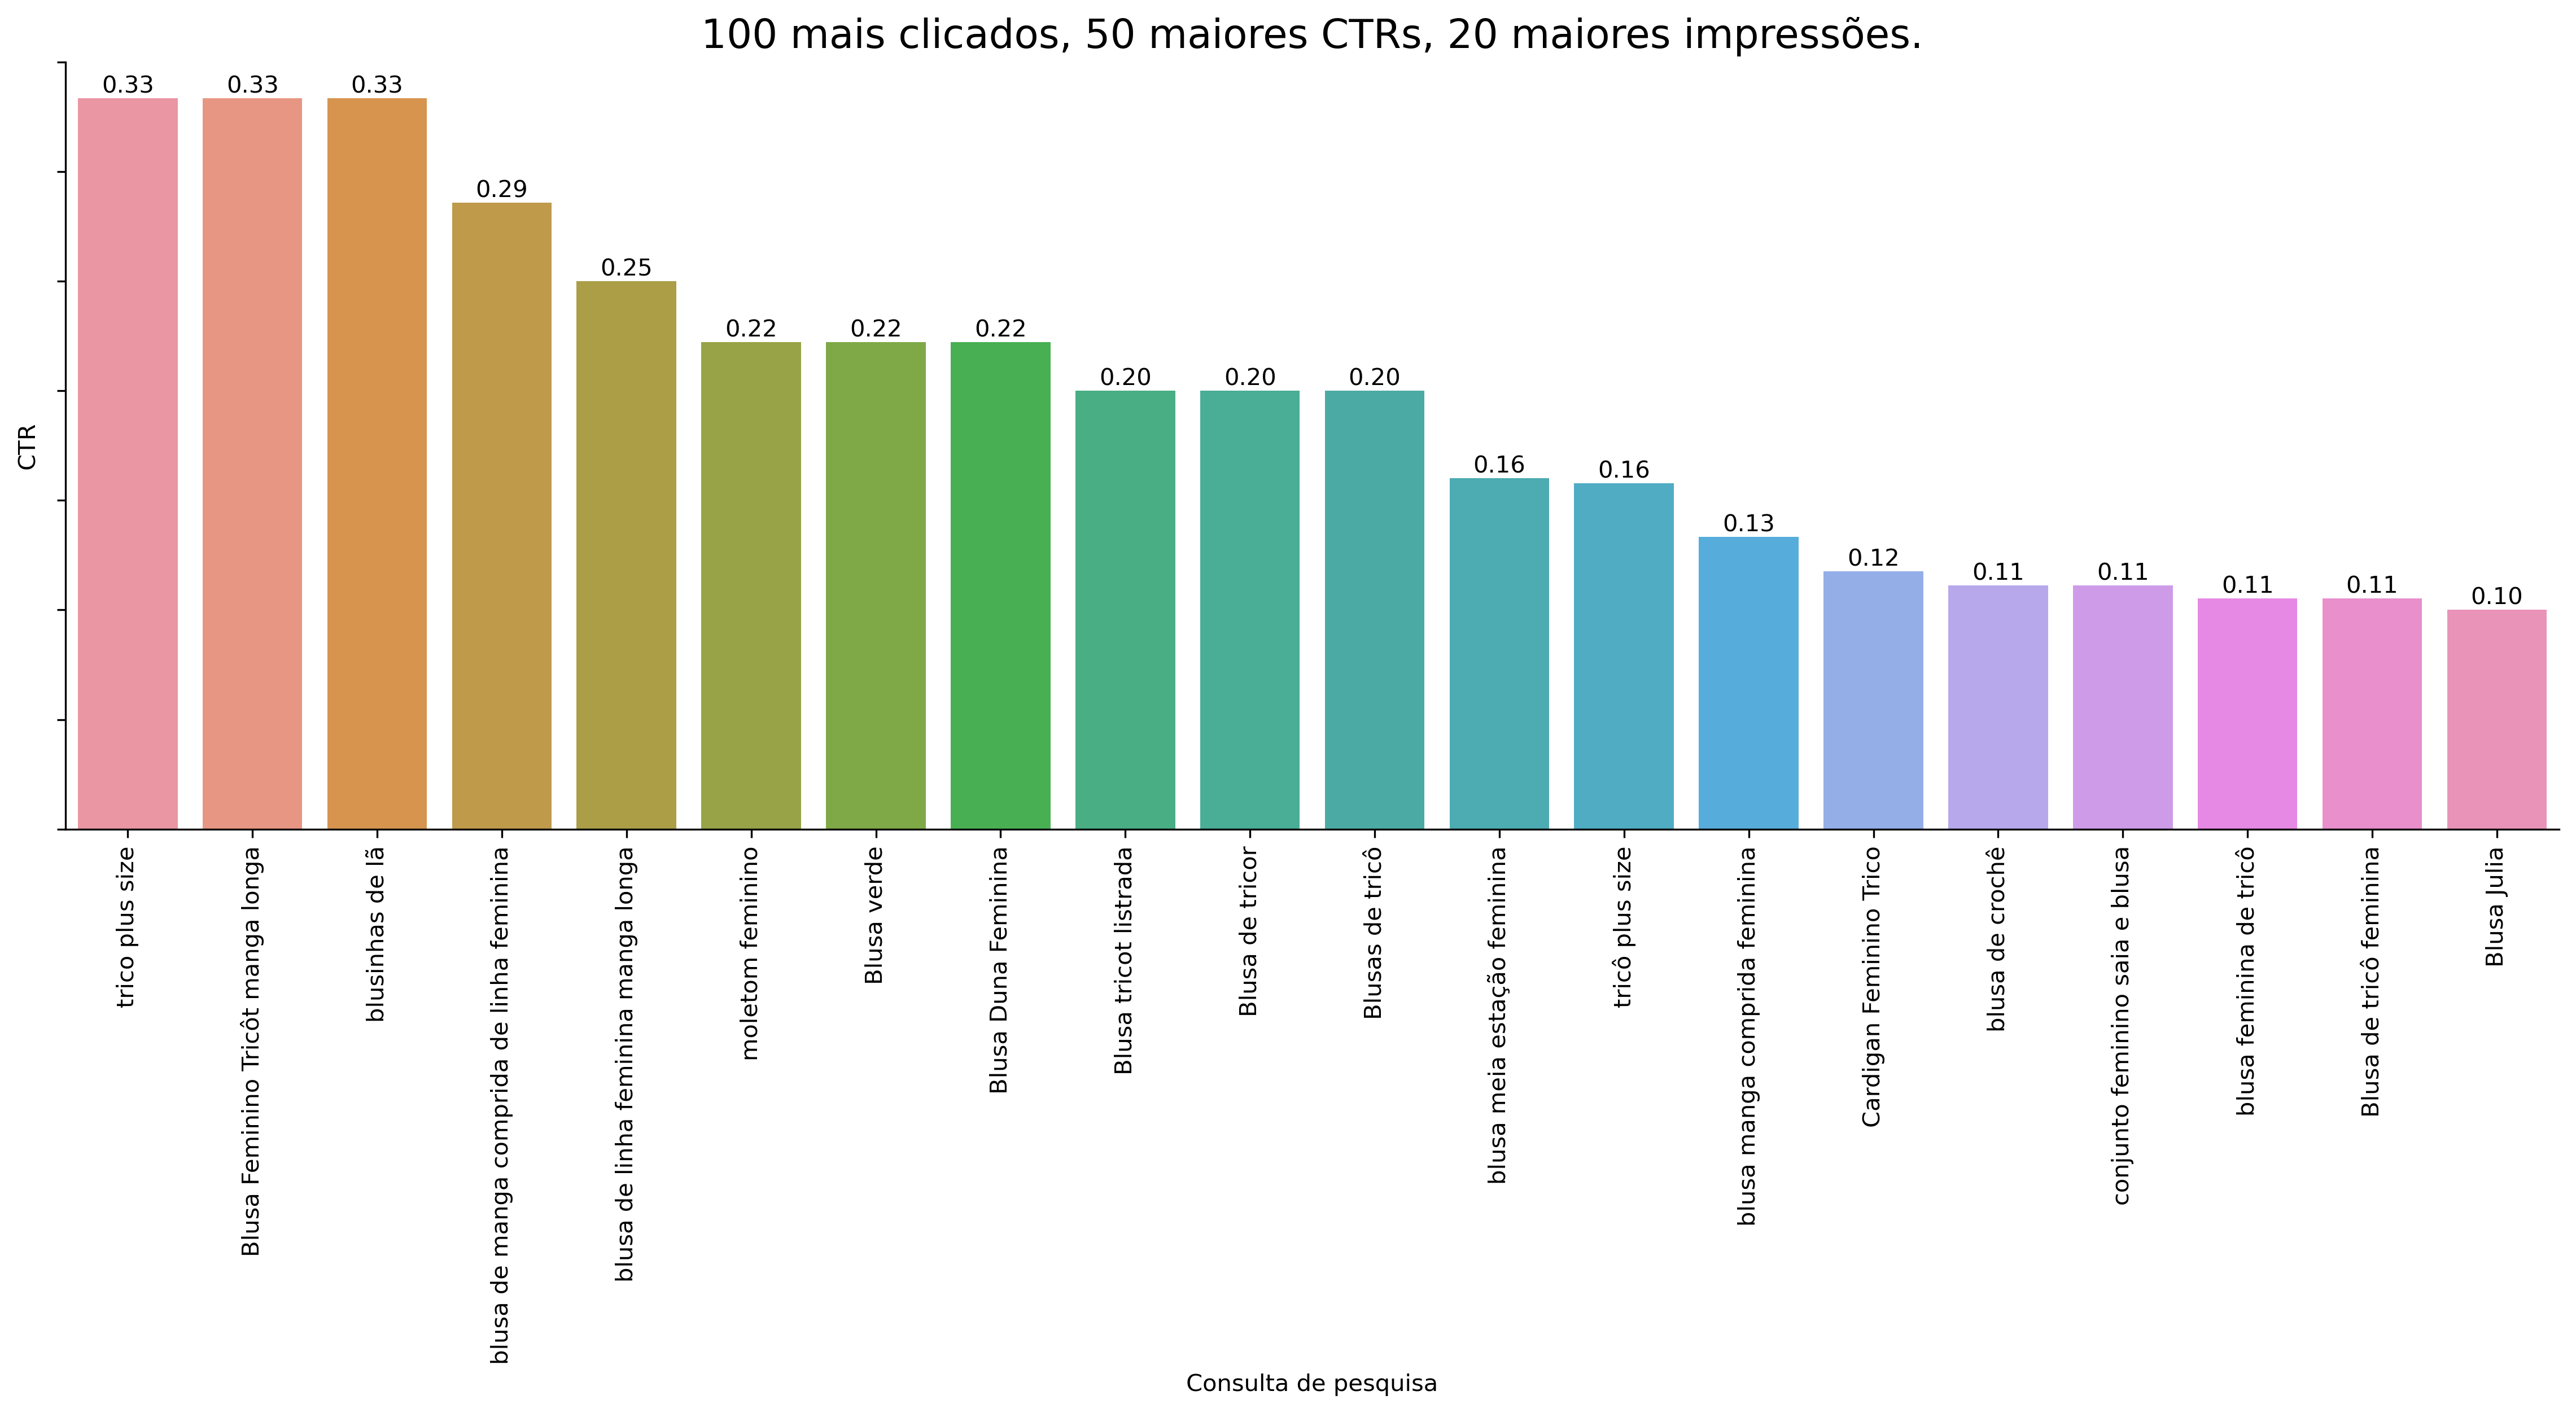 100 mais clicados, 50 maiores CTRs, 20 maiores impressões.
0.33
0.33
0.33
0.29
0.25
0.22
0.22
0.22
0.20
0.20
0.20
0.16
0.16
0.13
0.12
0.11
0.11
0.11
0.11
0.10
CTR
trico plus size
Blusa Feminino Tricôt manga longa
blusinhas de lã
blusa de manga comprida de linha feminina
blusa de linha feminina manga longa
moletom feminino
Blusa verde
Blusa Duna Feminina
Blusa tricot listrada
Blusa de tricor
Blusas de tricô
blusa meia estação feminina
tricô plus size
blusa manga comprida feminina
Cardigan Feminino Trico
blusa de crochê
conjunto feminino saia e blusa
blusa feminina de tricô
Blusa de tricô feminina
Blusa Julia
Consulta de pesquisa